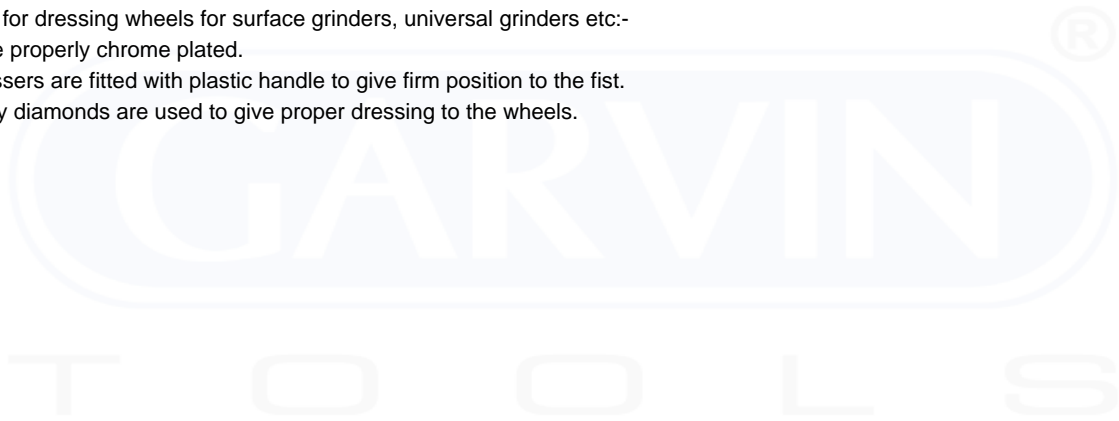 for dressing wheels for surface grinders, universal grinders etc:-
properly chrome plated.
are fitted with plastic handle to give firm position to the fist.
diamonds are used to give proper dressing to the wheels.
GARVIN ®
TOOLS